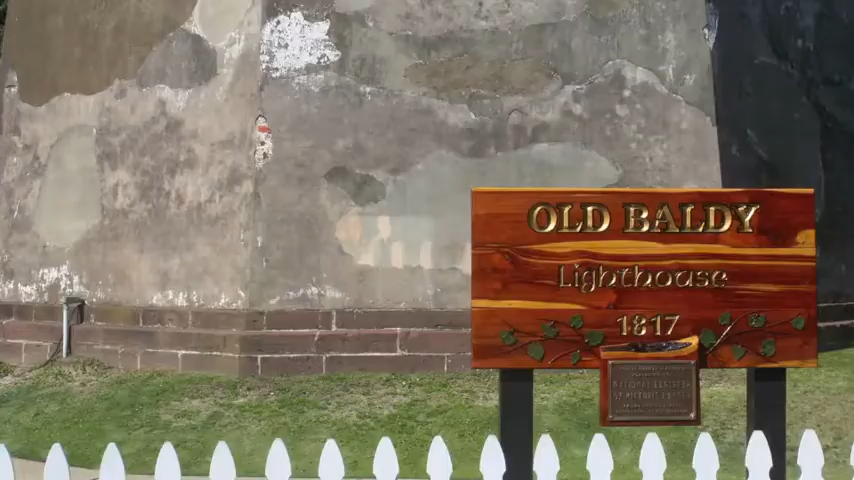 OLD BALDY
Lighthouse
1817
NATIONAL REGISTER
OF HISTORIC PLACES